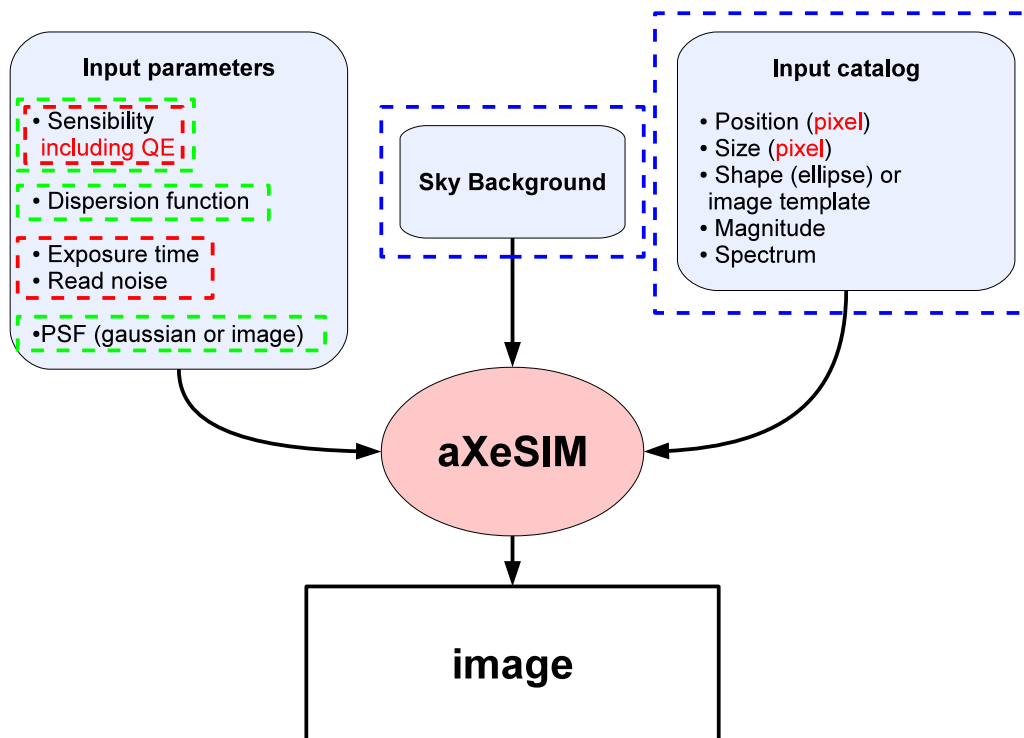 Input parameters
• Sensibility
including QE
• Dispersion function
• Exposure time
• Read noise
•PSF (gaussian or image)
Sky Background
Input catalog
• Position (pixel)
• Size (pixel)
• Shape (ellipse) or
image template
• Magnitude
• Spectrum
aXeSIM
image